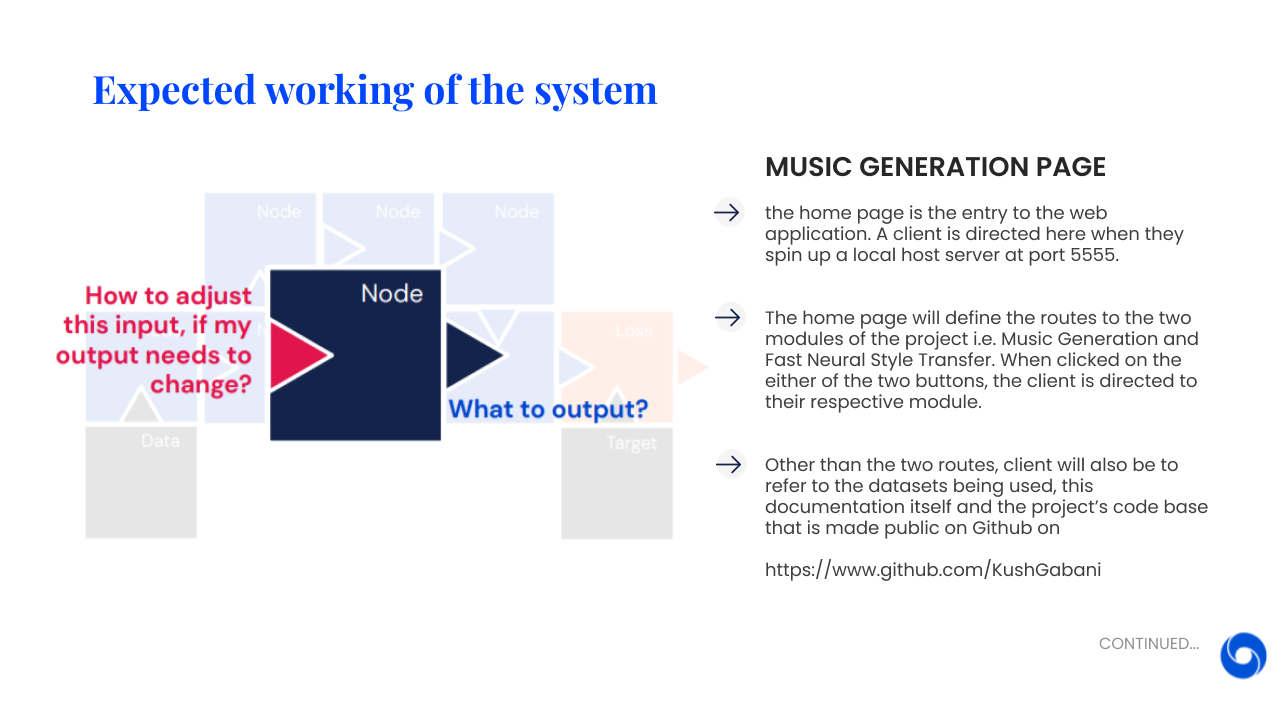 Expected working of the system
Node
Node
Node
Node
How to adjust
this input, if my
output needs to
change?
Loss
What to output?
Data
Target
MUSIC GENERATION PAGE
the home page is the entry to the web
application. A client is directed here when they
spin up a local host server at port 5555.
The home page will define the routes to the two
modules of the project i.e. Music Generation and
Fast Neural Style Transfer. When clicked on the
either of the two buttons, the client is directed to
their respective module.
Other than the two routes, client will also be to
refer to the datasets being used, this
documentation itself and the project's code base
that is made public on Github on
https://www.github.com/KushGabani
CONTINUED...